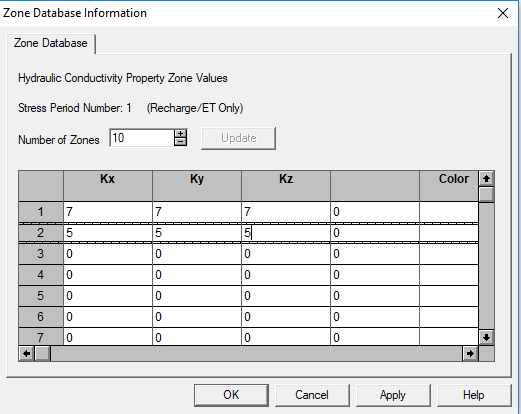 Zone Database Information
Zone Database
Hydraulic Conductivity Property Zone Values
Stress Period Number: 1 (Recharge/ET Only)
Number of Zones 10 Update
Kx Ky Kz Color
1 7 7 7 0
2 5 5 5 0
3 0 0 0 0
4 0 0 0 0
5 0 0 0 0
6 0 0 0 0
7 0 0 0 0
OK Cancel Apply Help